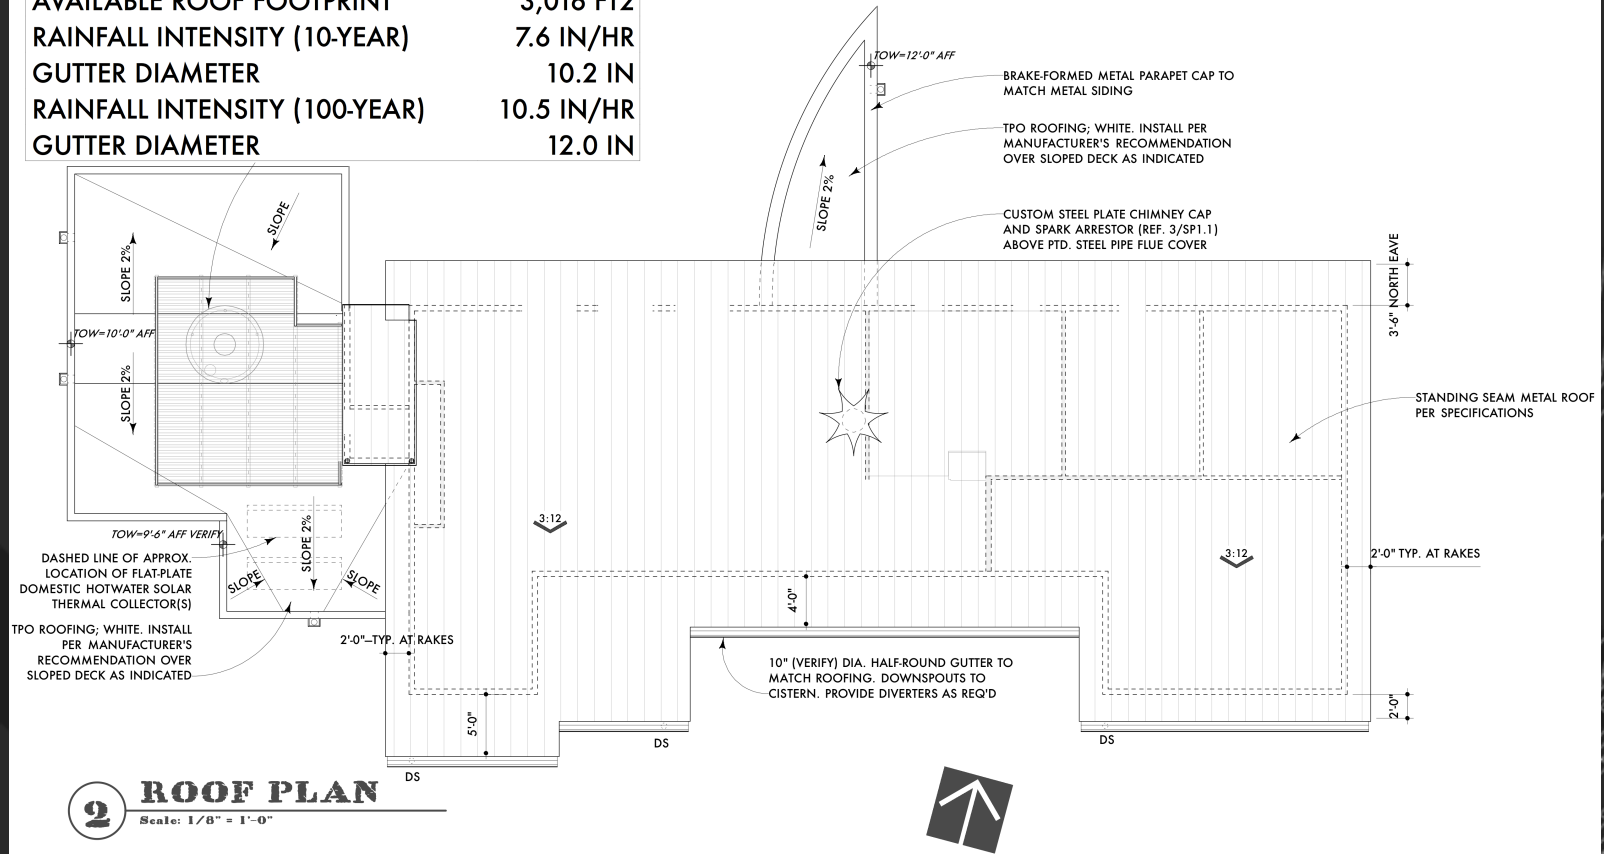 AVAILABLE ROOF FOOTPRINT 3,016 FT2
RAINFALL INTENSITY (10-YEAR) 7.6 IN/HR
GUTTER DIAMETER 10.2 IN
RAINFALL INTENSITY (100-YEAR) 10.5 IN/HR
GUTTER DIAMETER 12.0 IN
TOW=12'-0" AFF
BRAKE-FORMED METAL PARAPET CAP TO
MATCH METAL SIDING
TPO ROOFING; WHITE. INSTALL PER
MANUFACTURER'S RECOMMENDATION
OVER SLOPED DECK AS INDICATED
SLOPE 2%
CUSTOM STEEL PLATE CHIMNEY CAP
AND SPARK ARRESTOR (REF. 3/SP1.1)
ABOVE PTD. STEEL PIPE FLUE COVER
SLOPE
SLOPE 2%
TOW=10'-0" AFF
SLOPE 2%
3'-6" NORTH EAVE
STANDING SEAM METAL ROOF
PER SPECIFICATIONS
3:12
3:12
2'-0" TYP. AT RAKES
TOW=9'-6" AFF VERIFY
SLOPE 2%
SLOPE
SLOPE
DASHED LINE OF APPROX.
LOCATION OF FLAT-PLATE
DOMESTIC HOTWATER SOLAR
THERMAL COLLECTOR(S)
TPO ROOFING; WHITE. INSTALL
PER MANUFACTURER'S
RECOMMENDATION OVER
SLOPED DECK AS INDICATED
2'-0" TYP. AT RAKES
4'-0"
10" (VERIFY) DIA. HALF-ROUND GUTTER TO
MATCH ROOFING. DOWNSPOUTS TO
CISTERN. PROVIDE DIVERTERS AS REQ'D
5'-0"
2'-0"
DS
DS
DS
2
ROOF PLAN
Scale: 1/8" = 1'-0"